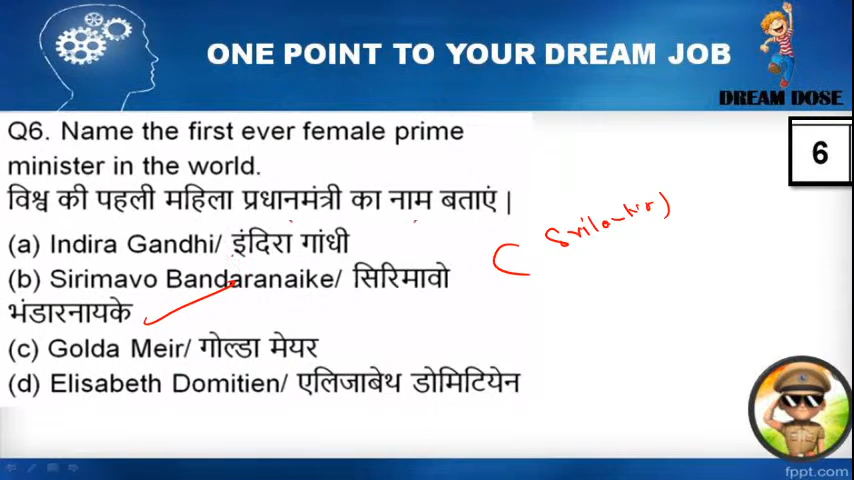 ONE POINT TO YOUR DREAM JOB
DREAM DOSE
Q6. Name the first ever female prime
minister in the world.
6
विश्व की पहली महिला प्रधानमंत्री का नाम बताएं |
(a) Indira Gandhi/ इंदिरा गांधी
(b) Sirimavo Bandaranaike/ सिरिमावो
भंडारनायके
(c) Golda Meir/ गोल्डा मेयर
(d) Elisabeth Domitien/ एलिजाबेथ डोमिटियेन
fppt.com